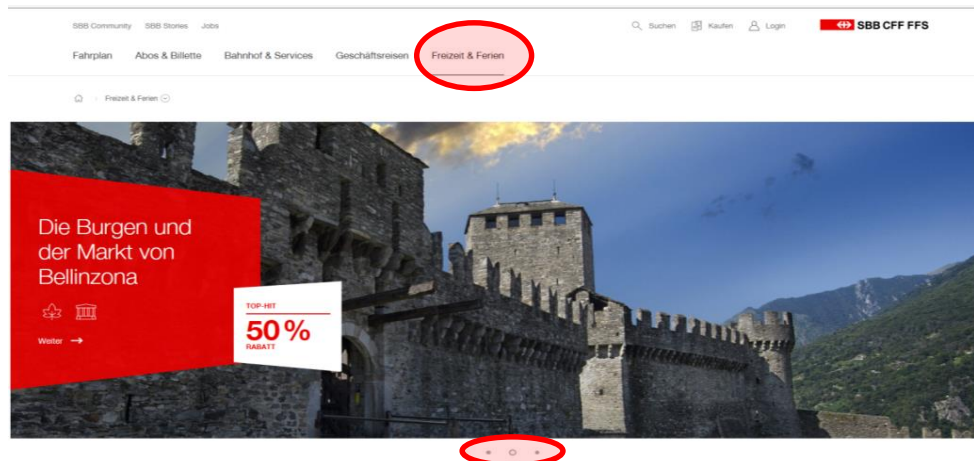 SBB Community SBB Stories Jobs
Suchen Kaufen Login SBB CFF FFS
Fahrplan Abos & Billette Bahnhof & Services Geschäftsreisen Freizeit & Ferien
Freizeit & Ferien
Die Burgen und
der Markt von
Bellinzona
Weiter →
TOP-HIT
50%
RABATT